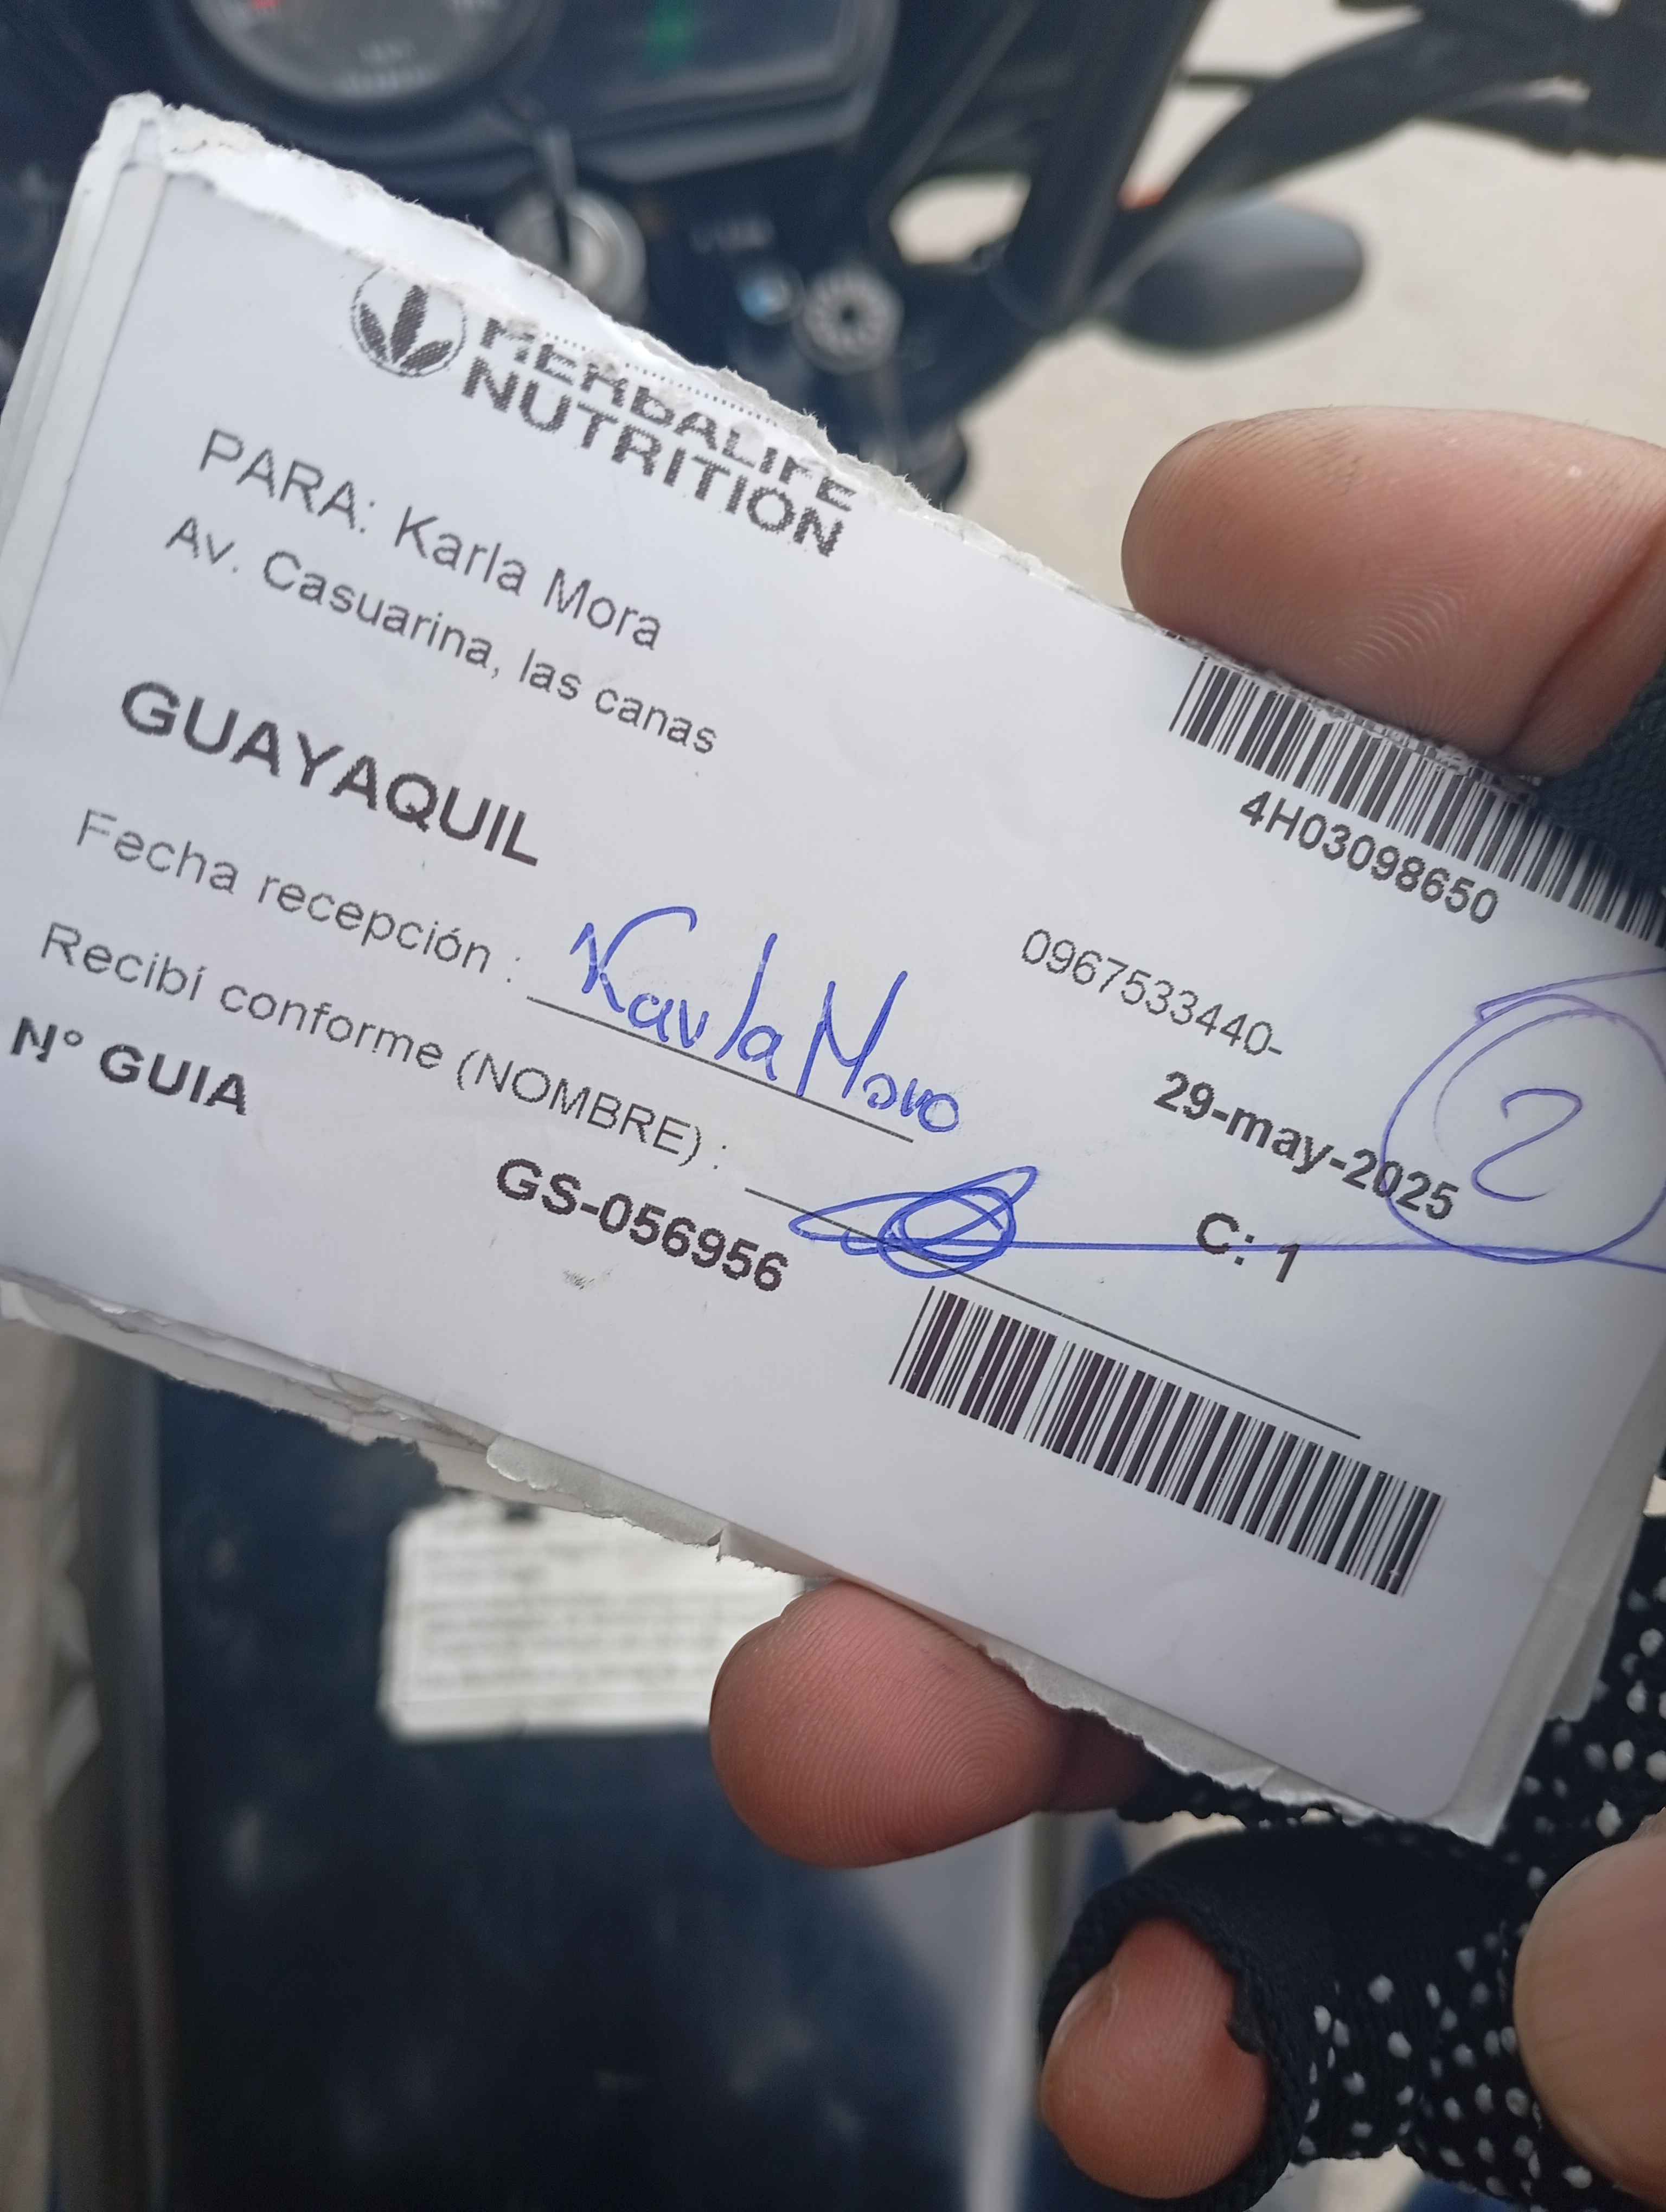 HERBALIFE
NUTRITION
PARA: Karla Mora
Av. Casuarina, las canas
4H03098650
GUAYAQUIL
0967533440-
Fecha recepción : Karla Mora
29-may-2025
2
Recibí conforme (NOMBRE) :
C: 1
N° GUIA
GS-056956